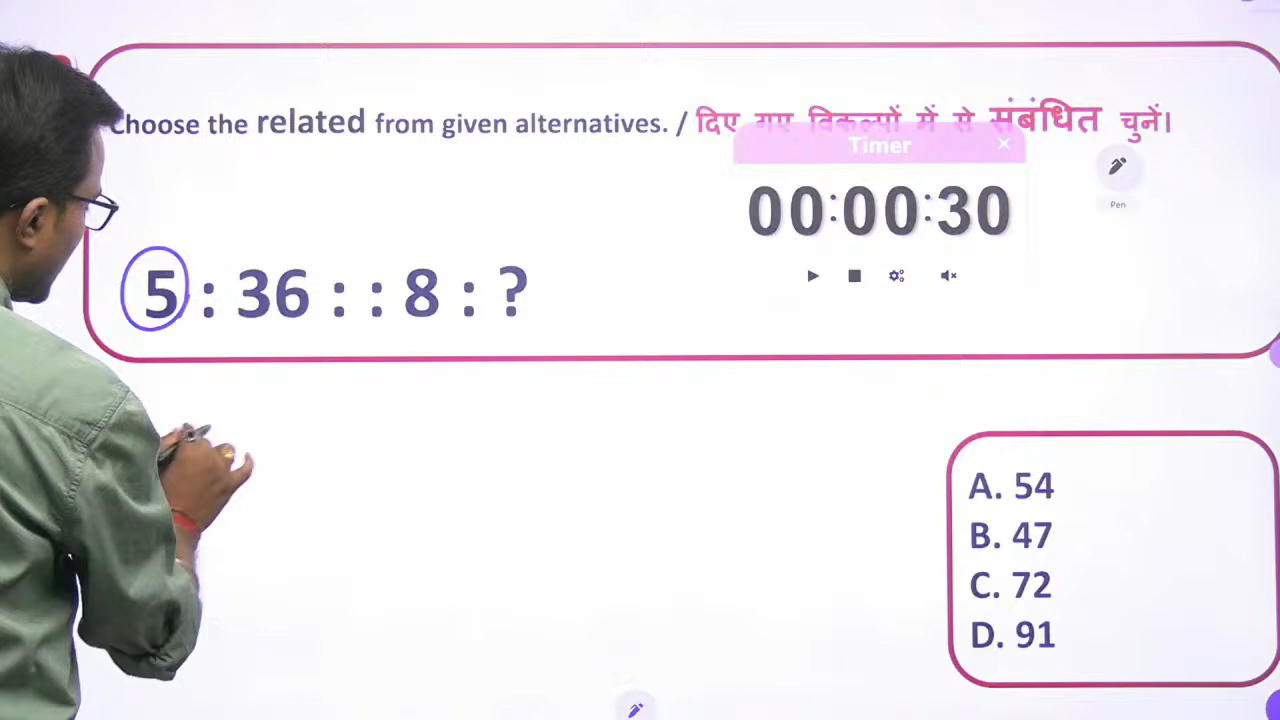 Choose the related from given alternatives. / दिए गए विकल्पों में से संबंधित चुनें।
Timer
00:00:30
Pen
5 : 36 : : 8 : ?
A. 54
B. 47
C. 72
D. 91